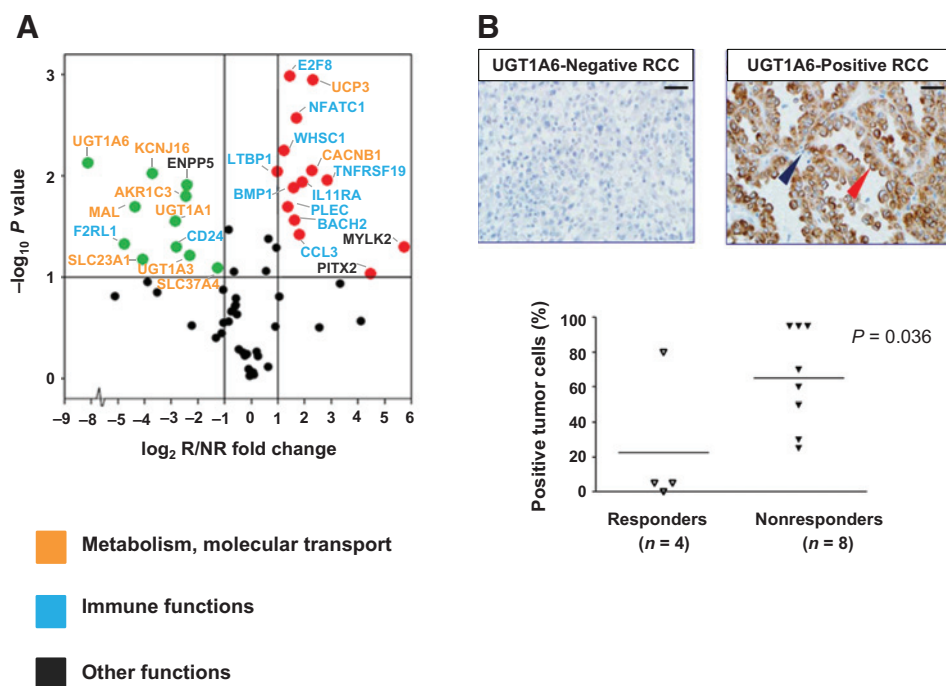 A
3
2
1
0
–log10 P value
E2F8
UCP3
NFATC1
UGT1A6
KCNJ16
WHSC1
ENPP5
LTBP1
CACNB1
TNFRSF19
AKR1C3
BMP1
IL11RA
MAL
UGT1A1
PLEC
BACH2
F2RL1
CD24
CCL3
MYLK2
SLC23A1
UGT1A3
PITX2
SLC37A4
–9 –8 –5 –4 –3 –2 –1 0 1 2 3 4 5 6
log2 R/NR fold change
Metabolism, molecular transport
Immune functions
Other functions
B
UGT1A6-Negative RCC
UGT1A6-Positive RCC
Positive tumor cells (%)
100
80
60
40
20
0
P = 0.036
Responders
(n = 4)
Nonresponders
(n = 8)